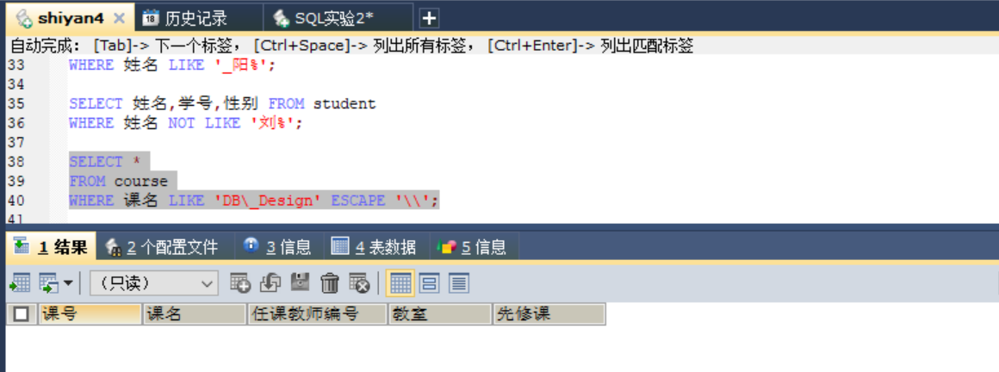 shiyan4 历史记录 SQL实验2*
自动完成： [Tab]-> 下一个标签， [Ctrl+Space]-> 列出所有标签， [Ctrl+Enter]-> 列出匹配标签
33 WHERE 姓名 LIKE '_阳%';
34
35 SELECT 姓名,学号,性别 FROM student
36 WHERE 姓名 NOT LIKE '刘%';
37
38 SELECT *
39 FROM course
40 WHERE 课名 LIKE 'DB\_Design' ESCAPE '\\';
41
1 结果 2 个配置文件 3 信息 4 表数据 5 信息
（只读）
课号 课名 任课教师编号 教室 先修课